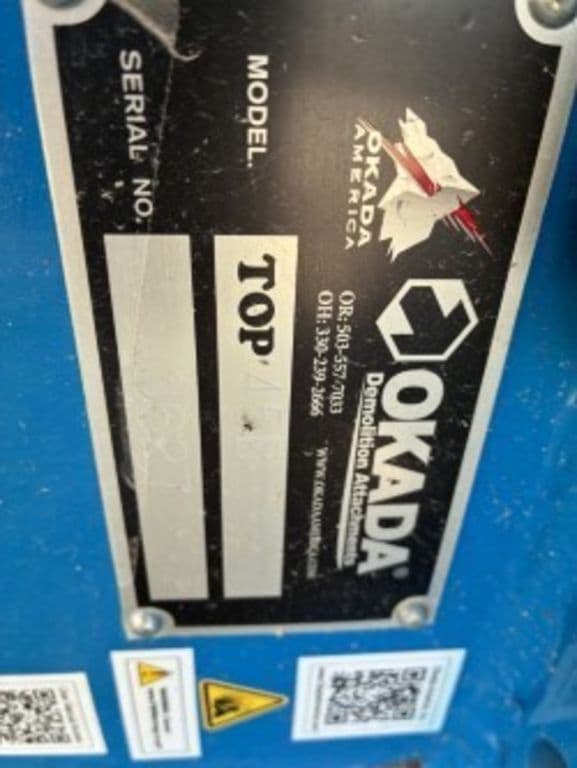 OKADA
AMERICA
OKADA®
Demolition Attachments
OR: 503-557-7033
OH: 330-239-2666
WWW.OKADAAMERICA.COM
MODEL.
TOP
SERIAL NO.